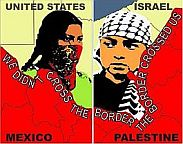 UNITED STATES
ISRAEL
WE DIDN'T CROSS THE BORDER THE BORDER CROSSED US
MEXICO
PALESTINE